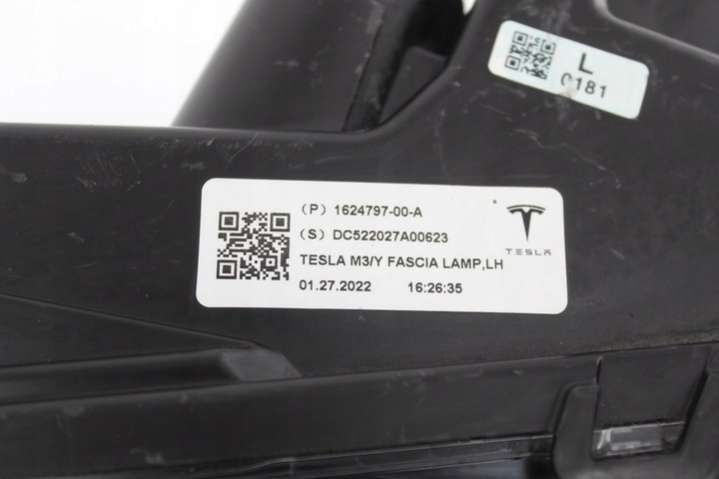 L
0181
(P) 1624797-00-A
(S) DC522027A00623
TESLA M3/Y FASCIA LAMP,LH
01.27.2022 16:26:35
TESLA